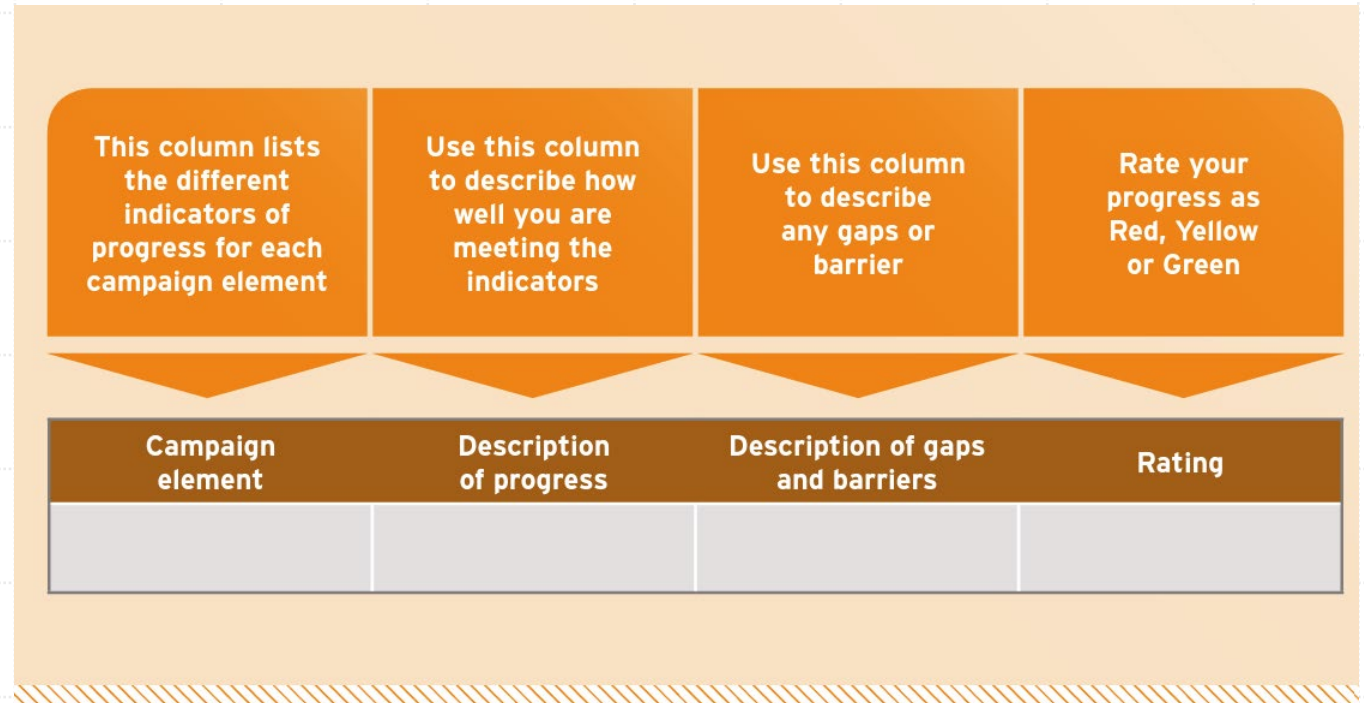 This column lists
the different
indicators of
progress for each
campaign element
Use this column
to describe how
well you are
meeting the
indicators
Use this column
to describe
any gaps or
barrier
Rate your
progress as
Red, Yellow
or Green
Campaign
element
Description
of progress
Description of gaps
and barriers
Rating